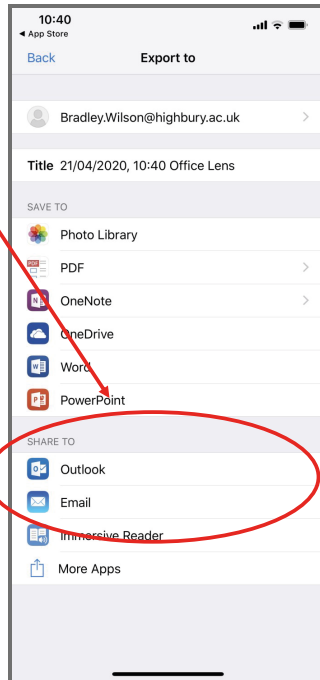 10:40
◀ App Store
Back Export to
Bradley.Wilson@highbury.ac.uk
Title 21/04/2020, 10:40 Office Lens
SAVE TO
Photo Library
PDF
OneNote
OneDrive
Word
PowerPoint
SHARE TO
Outlook
Email
Immersive Reader
More Apps